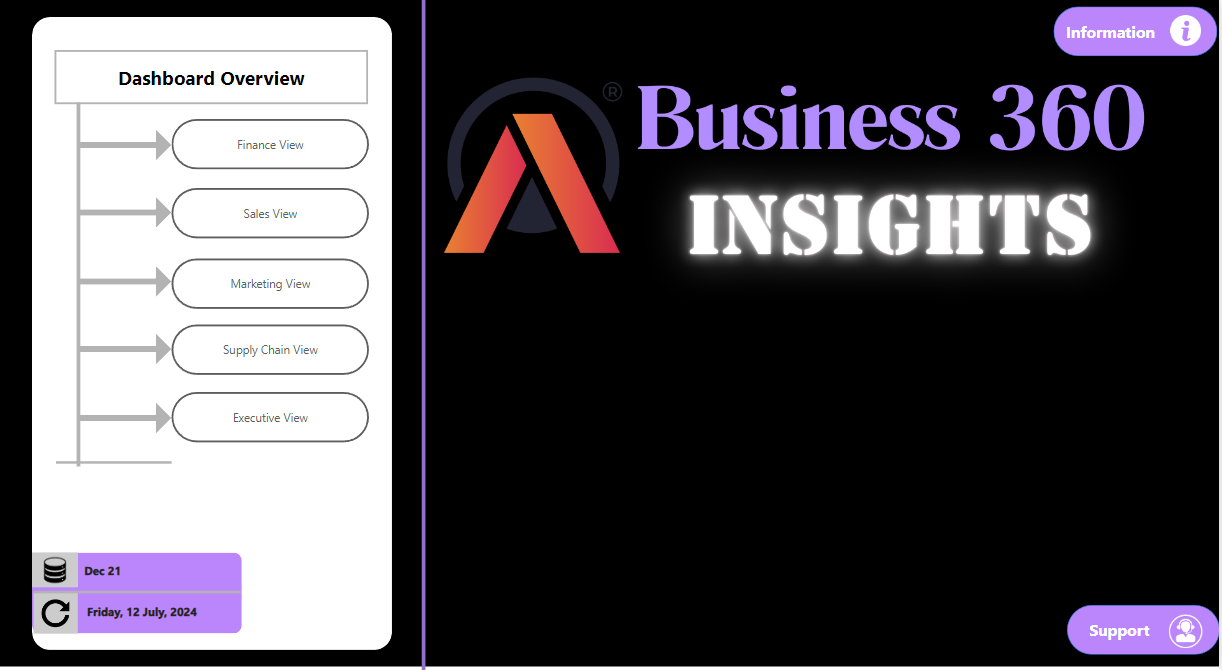 Dashboard Overview
Finance View
Sales View
Marketing View
Supply Chain View
Executive View
Dec 21
Friday, 12 July, 2024
®
Business 360
INSIGHTS
Information
i
Support